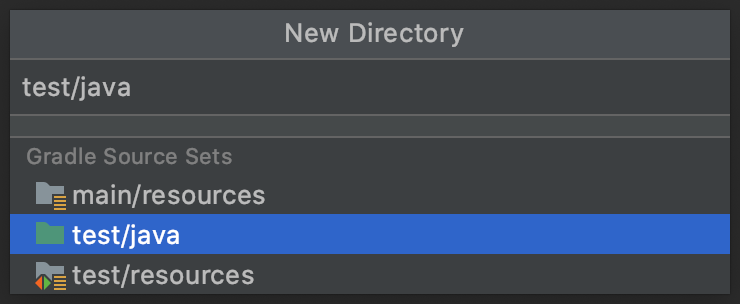 New Directory
test/java
Gradle Source Sets
main/resources
test/java
test/resources